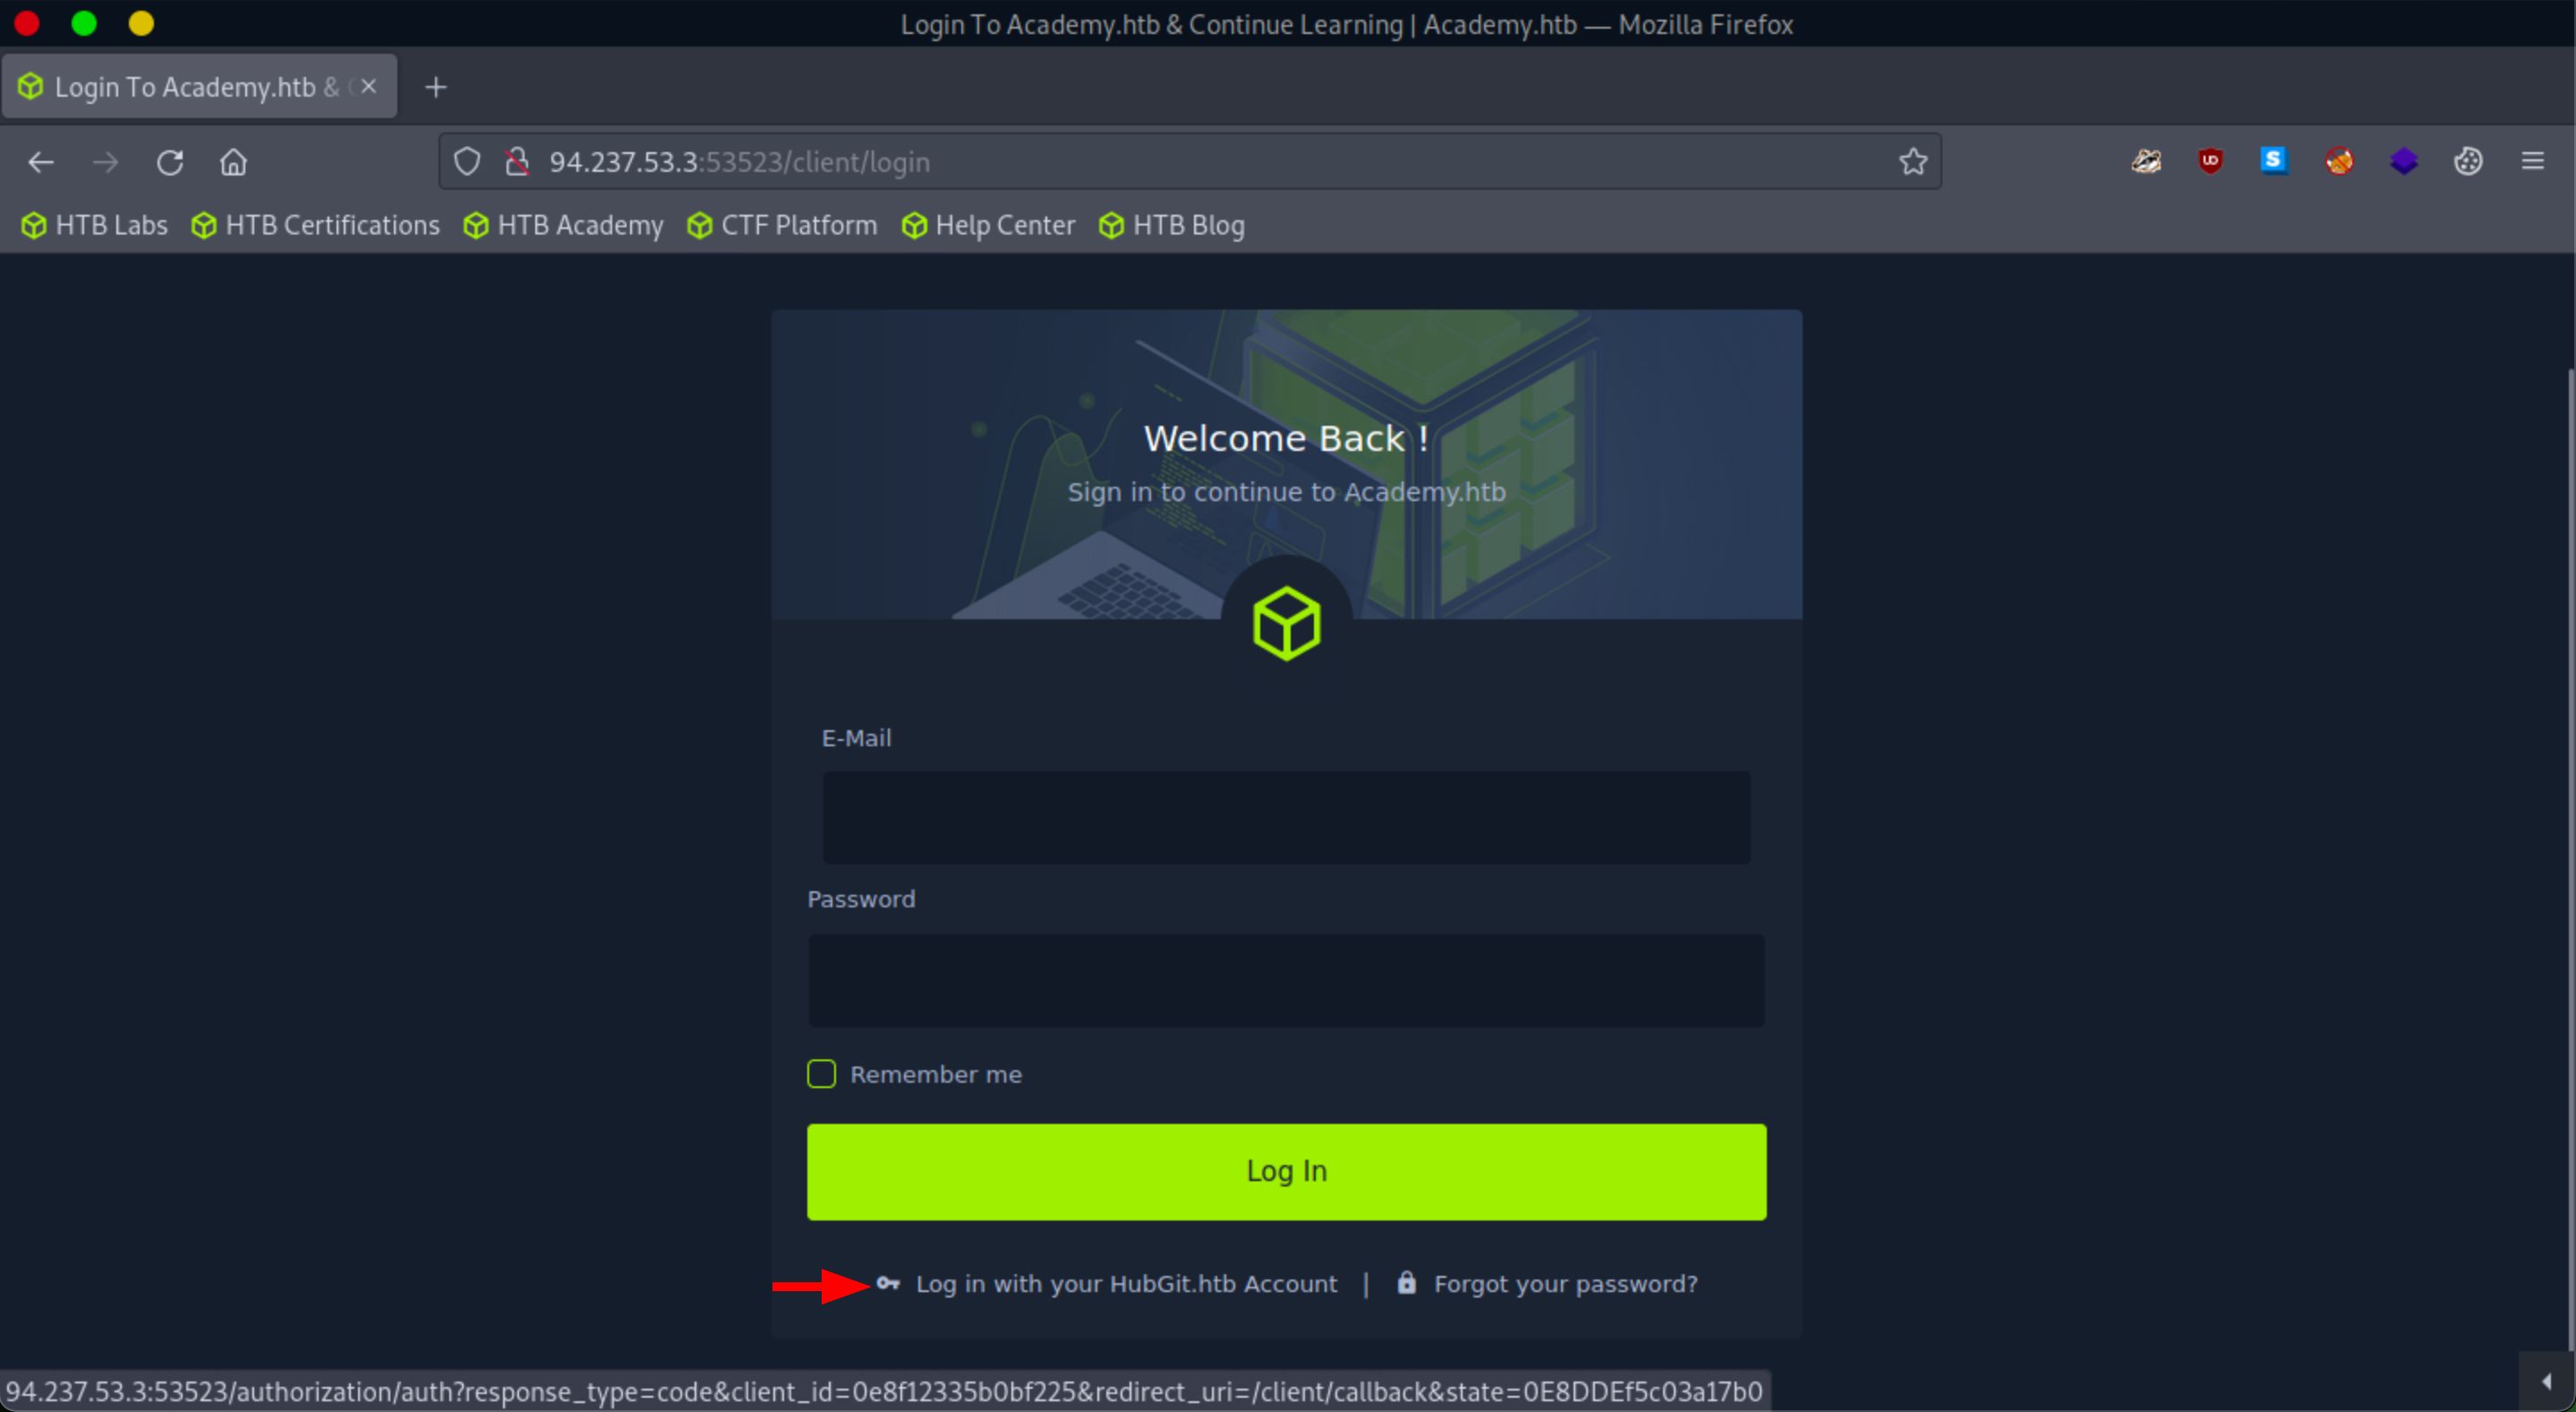 Login To Academy.htb & Continue Learning | Academy.htb — Mozilla Firefox
Login To Academy.htb &
94.237.53.3:53523/client/login
HTB Labs HTB Certifications HTB Academy CTF Platform Help Center HTB Blog
Welcome Back !
Sign in to continue to Academy.htb
E-Mail
Password
Remember me
Log In
Log in with your HubGit.htb Account | Forgot your password?
94.237.53.3:53523/authorization/auth?response_type=code&client_id=0e8f12335b0bf225&redirect_uri=/client/callback&state=0E8DDEf5c03a17b0